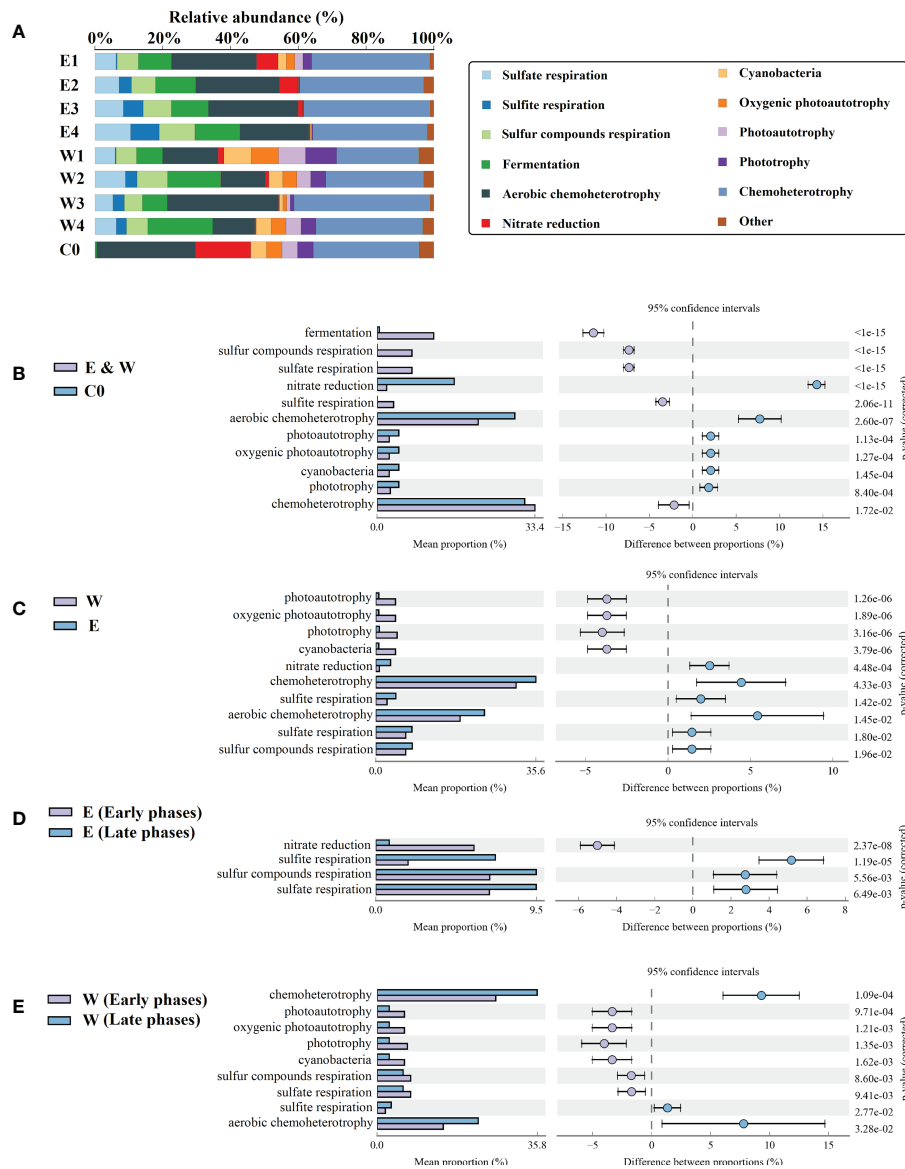 Relative abundance (%)
A
0% 20% 40% 60% 80% 100%
E1
E2
E3
E4
W1
W2
W3
W4
C0
Sulfate respiration
Sulfite respiration
Sulfur compounds respiration
Fermentation
Aerobic chemoheterotrophy
Nitrate reduction
Cyanobacteria
Oxygenic photoautotrophy
Photoautotrophy
Phototrophy
Chemoheterotrophy
Other
B
E & W
C0
95% confidence intervals
fermentation <1e-15
sulfur compounds respiration <1e-15
sulfate respiration <1e-15
nitrate reduction <1e-15
sulfite respiration 2.06e-11
aerobic chemoheterotrophy 2.60e-07
photoautotrophy 1.13e-04
oxygenic photoautotrophy 1.27e-04
cyanobacteria 1.45e-04
phototrophy 8.40e-04
chemoheterotrophy 1.72e-02
p-value (corrected)
0.0 33.4 −15 −10 −5 0 5 10 15
Mean proportion (%) Difference between proportions (%)
C
W
E
95% confidence intervals
photoautotrophy 1.26e-06
oxygenic photoautotrophy 1.89e-06
phototrophy 3.16e-06
cyanobacteria 3.79e-06
nitrate reduction 4.48e-04
chemoheterotrophy 4.33e-03
sulfite respiration 1.42e-02
aerobic chemoheterotrophy 1.45e-02
sulfate respiration 1.80e-02
sulfur compounds respiration 1.96e-02
p-value (corrected)
0.0 35.6 −5 0 5 10
Mean proportion (%) Difference between proportions (%)
D
E (Early phases)
E (Late phases)
95% confidence intervals
nitrate reduction 2.37e-08
sulfite respiration 1.19e-05
sulfur compounds respiration 5.56e-03
sulfate respiration 6.49e-03
p-value (corrected)
0.0 9.5 −6 −4 −2 0 2 4 6 8
Mean proportion (%) Difference between proportions (%)
E
W (Early phases)
W (Late phases)
95% confidence intervals
chemoheterotrophy 1.09e-04
photoautotrophy 9.71e-04
oxygenic photoautotrophy 1.21e-03
phototrophy 1.35e-03
cyanobacteria 1.62e-03
sulfur compounds respiration 8.60e-03
sulfate respiration 9.41e-03
sulfite respiration 2.77e-02
aerobic chemoheterotrophy 3.28e-02
p-value (corrected)
0.0 35.8 −5 0 5 10 15
Mean proportion (%) Difference between proportions (%)